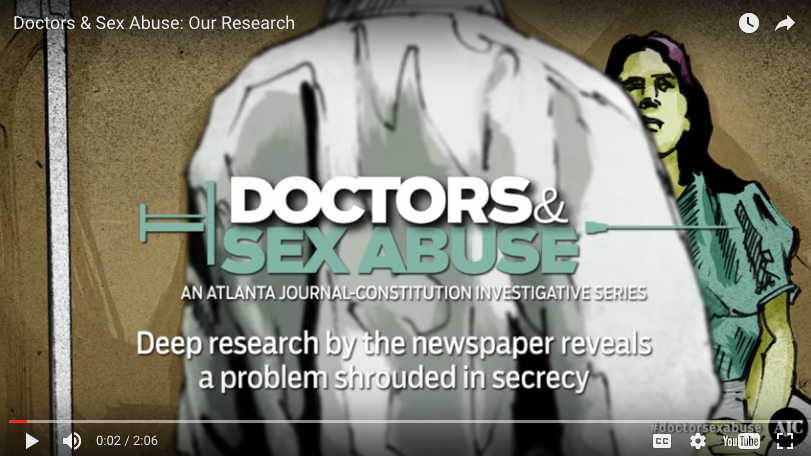 Doctors & Sex Abuse: Our Research
DOCTORS&
SEX ABUSE
AN ATLANTA JOURNAL-CONSTITUTION INVESTIGATIVE SERIES
Deep research by the newspaper reveals
a problem shrouded in secrecy
#doctorsexabuse AJC
0:02 / 2:06 CC YouTube